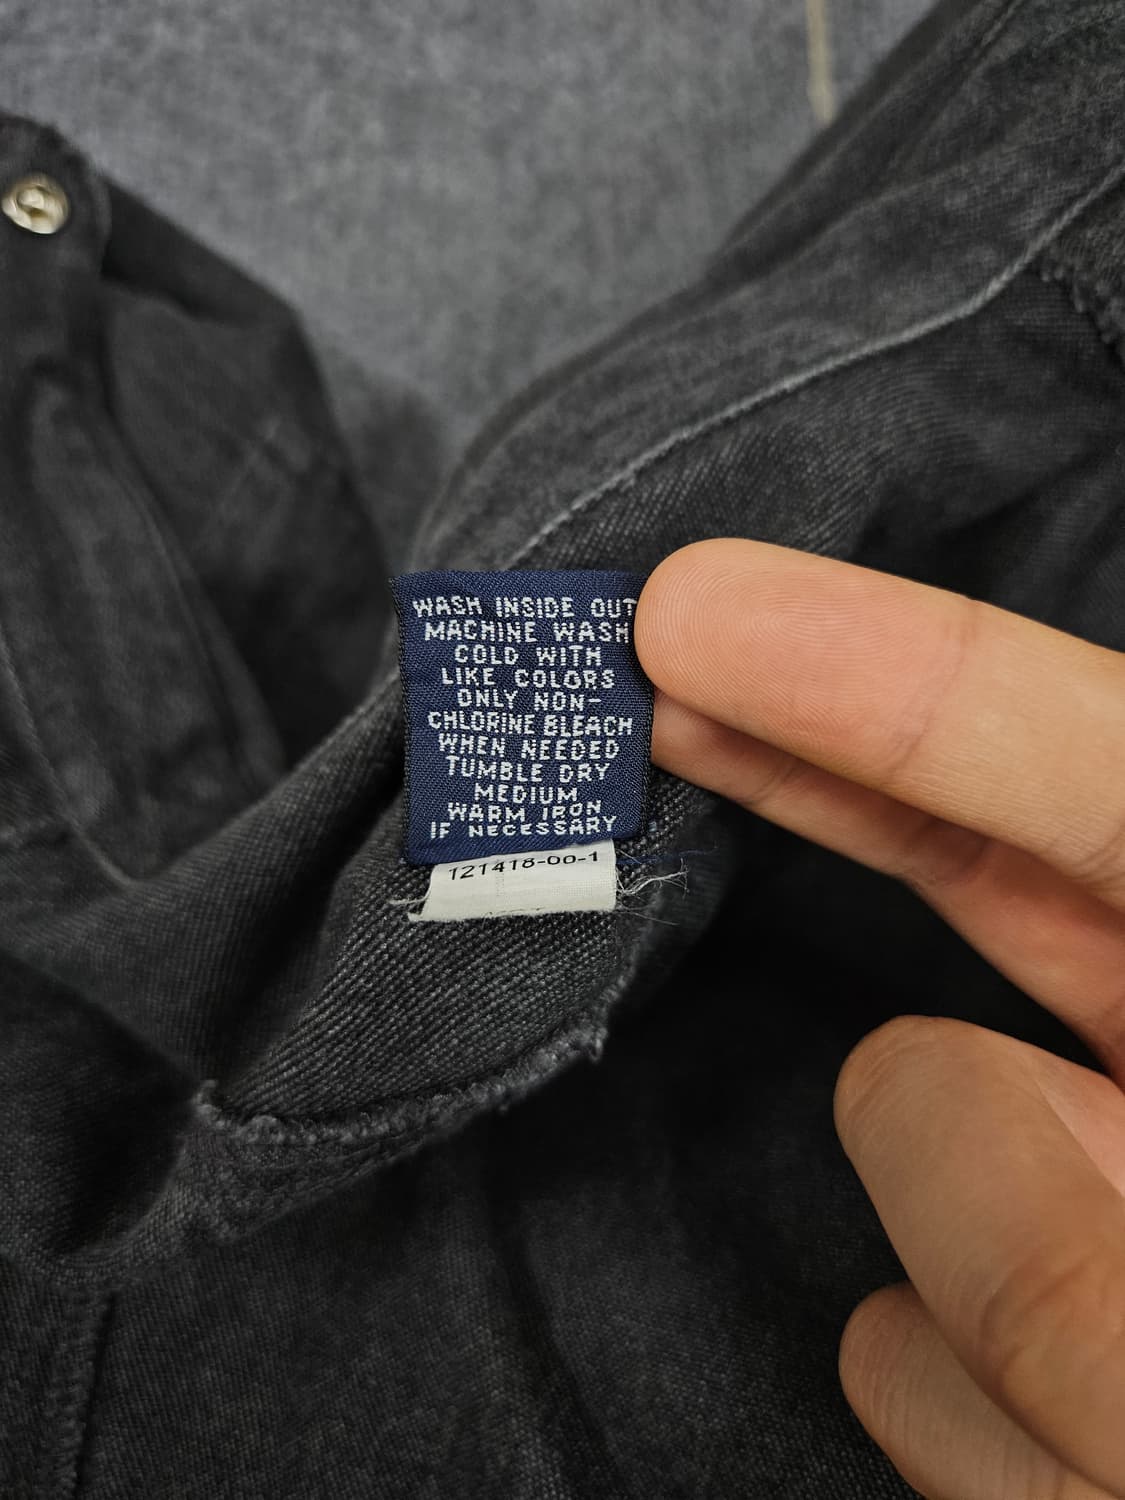 WASH INSIDE OUT
MACHINE WASH
COLD WITH
LIKE COLORS
ONLY NON-
CHLORINE BLEACH
WHEN NEEDED
TUMBLE DRY
MEDIUM
WARM IRON
IF NECESSARY
121418-00-1